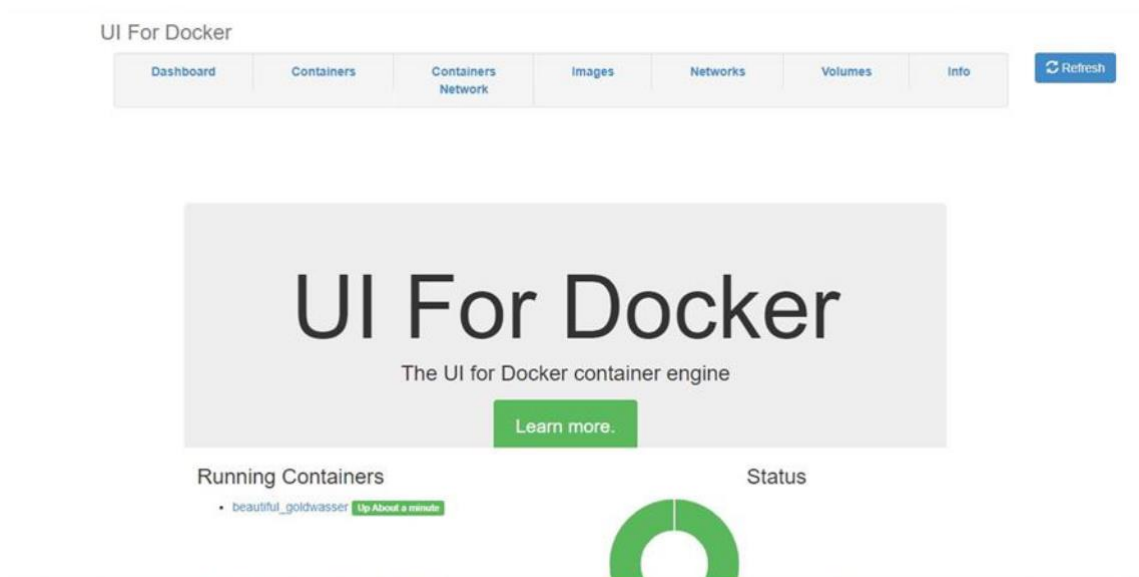 UI For Docker
Dashboard
Containers
Containers
Network
Images
Networks
Volumes
Info
Refresh
UI For Docker
The UI for Docker container engine
Learn more.
Running Containers
beautiful_goldwasser Up About a minute
Status